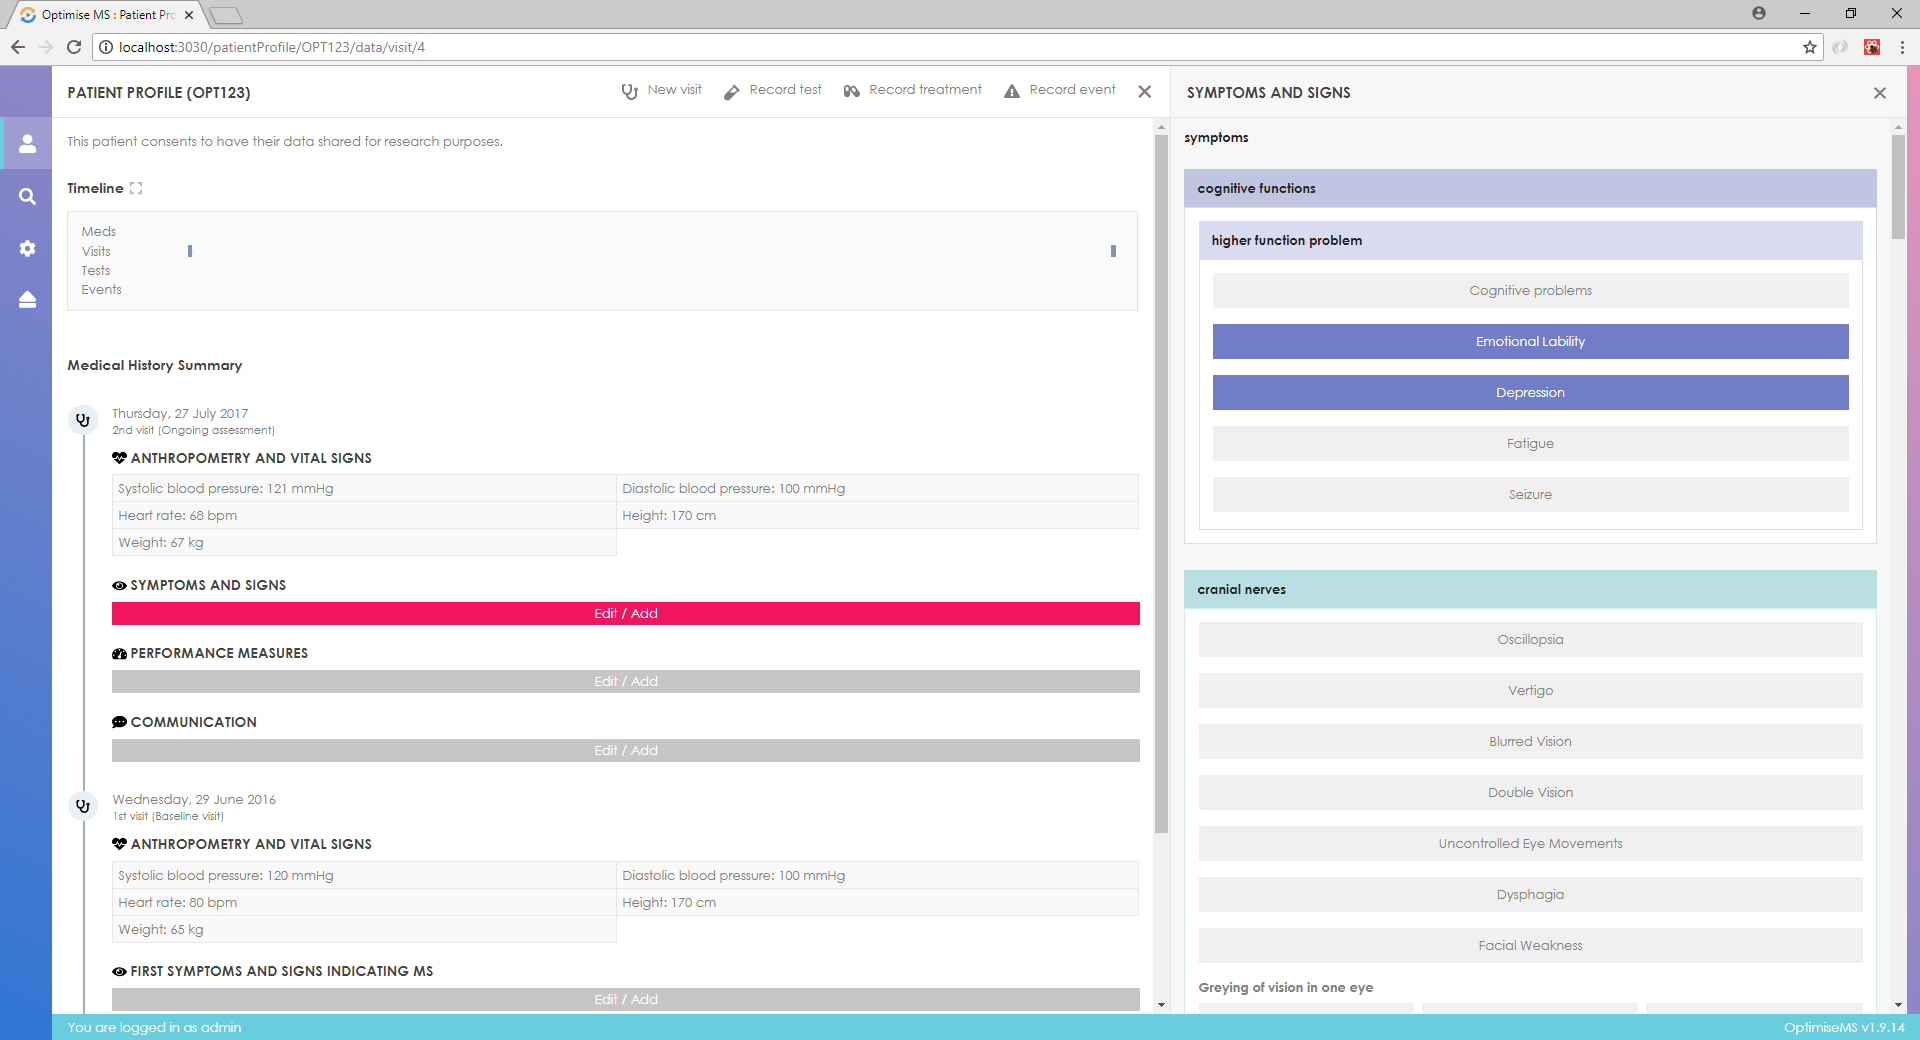 Optimise MS : Patient Pro
localhost:3030/patientProfile/OPT123/data/visit/4
PATIENT PROFILE (OPT123)
New visit
Record test
Record treatment
Record event
This patient consents to have their data shared for research purposes.
Timeline
Meds
Visits
Tests
Events
Medical History Summary
Thursday, 27 July 2017
2nd visit (Ongoing assessment)
ANTHROPOMETRY AND VITAL SIGNS
Systolic blood pressure: 121 mmHg
Diastolic blood pressure: 100 mmHg
Heart rate: 68 bpm
Height: 170 cm
Weight: 67 kg
SYMPTOMS AND SIGNS
Edit / Add
PERFORMANCE MEASURES
Edit / Add
COMMUNICATION
Edit / Add
Wednesday, 29 June 2016
1st visit (Baseline visit)
ANTHROPOMETRY AND VITAL SIGNS
Systolic blood pressure: 120 mmHg
Diastolic blood pressure: 100 mmHg
Heart rate: 80 bpm
Height: 170 cm
Weight: 65 kg
FIRST SYMPTOMS AND SIGNS INDICATING MS
Edit / Add
SYMPTOMS AND SIGNS
symptoms
cognitive functions
higher function problem
Cognitive problems
Emotional Lability
Depression
Fatigue
Seizure
cranial nerves
Oscillopsia
Vertigo
Blurred Vision
Double Vision
Uncontrolled Eye Movements
Dysphagia
Facial Weakness
Greying of vision in one eye
You are logged in as admin
OptimiseMS v1.9.14